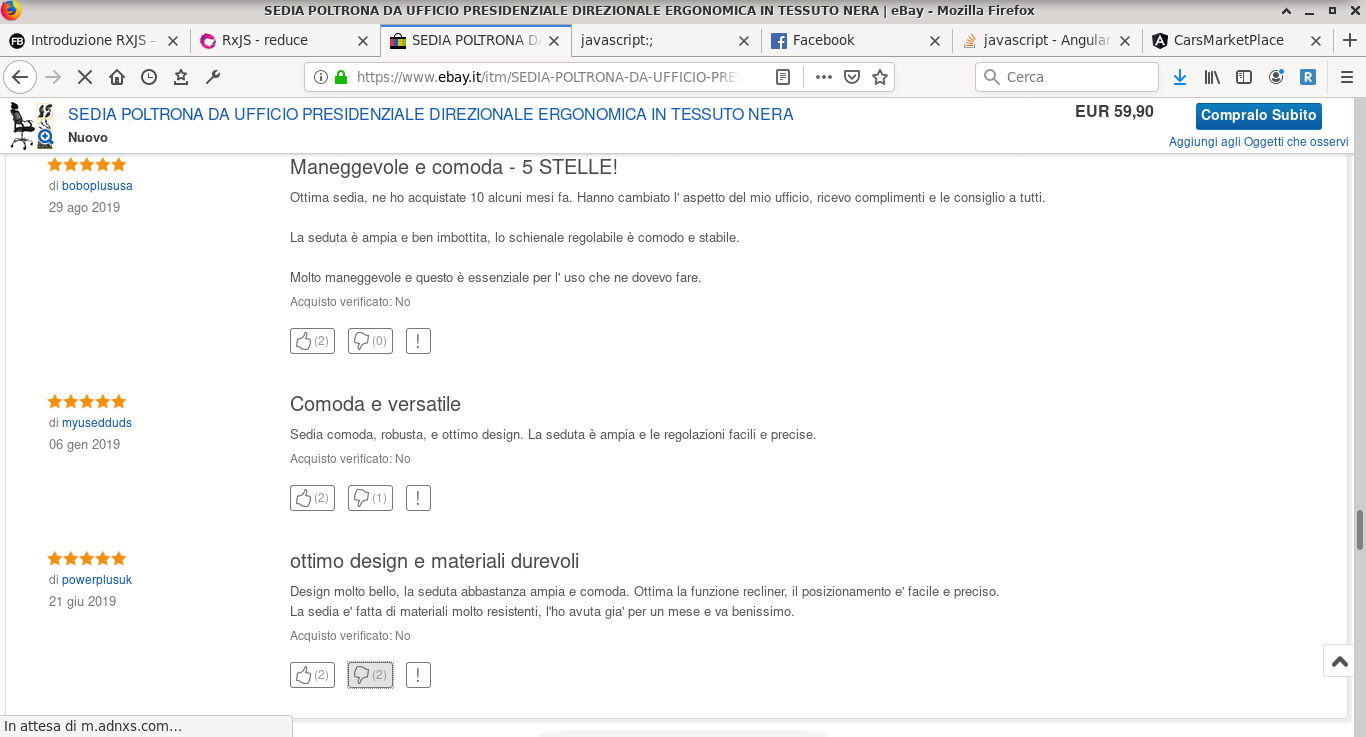 SEDIA POLTRONA DA UFFICIO PRESIDENZIALE DIREZIONALE ERGONOMICA IN TESSUTO NERA | eBay - Mozilla Firefox
FB Introduzione RXJS –
RxJS - reduce
SEDIA POLTRONA DA
javascript:;
Facebook
javascript - Angular
CarsMarketPlace
https://www.ebay.it/itm/SEDIA-POLTRONA-DA-UFFICIO-PRES
Cerca
R
SEDIA POLTRONA DA UFFICIO PRESIDENZIALE DIREZIONALE ERGONOMICA IN TESSUTO NERA
Nuovo
EUR 59,90
Compralo Subito
Aggiungi agli Oggetti che osservi
di boboplususa
29 ago 2019
Maneggevole e comoda - 5 STELLE!
Ottima sedia, ne ho acquistate 10 alcuni mesi fa. Hanno cambiato l' aspetto del mio ufficio, ricevo complimenti e le consiglio a tutti.
La seduta è ampia e ben imbottita, lo schienale regolabile è comodo e stabile.
Molto maneggevole e questo è essenziale per l' uso che ne dovevo fare.
Acquisto verificato: No
(2) (0) !
di myusedduds
06 gen 2019
Comoda e versatile
Sedia comoda, robusta, e ottimo design. La seduta è ampia e le regolazioni facili e precise.
Acquisto verificato: No
(2) (1) !
di powerplusuk
21 giu 2019
ottimo design e materiali durevoli
Design molto bello, la seduta abbastanza ampia e comoda. Ottima la funzione recliner, il posizionamento e' facile e preciso.
La sedia e' fatta di materiali molto resistenti, l'ho avuta gia' per un mese e va benissimo.
Acquisto verificato: No
(2) (2) !
In attesa di m.adnxs.com…